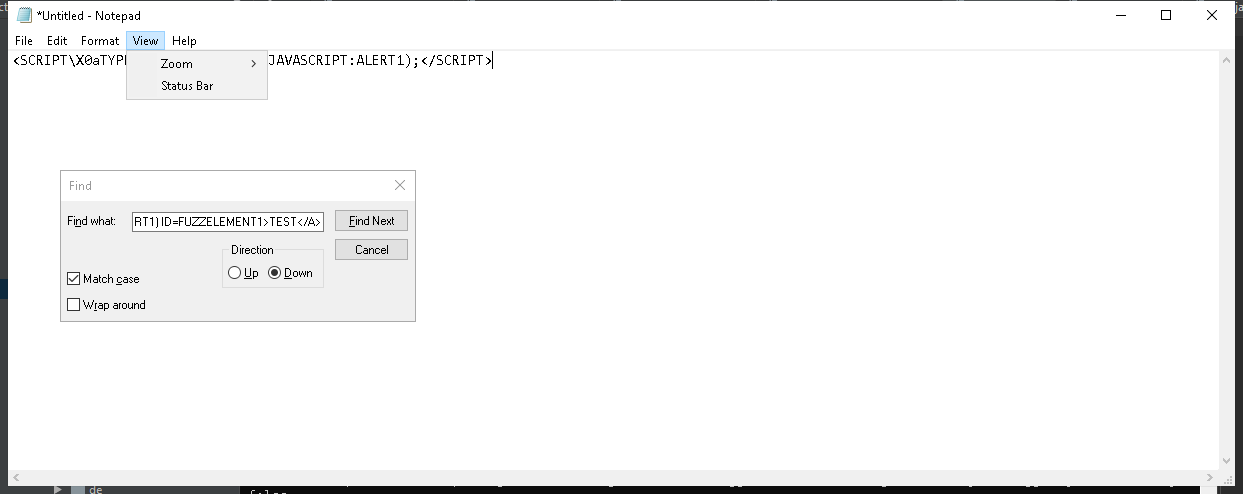 *Untitled - Notepad
File Edit Format View Help
<SCRIPT\X0aTYP JAVASCRIPT:ALERT1);</SCRIPT>
Zoom
Status Bar
Find
Find what: RT1)ID=FUZZELEMENT1>TEST</A> Find Next
Direction Cancel
Up Down
Match case
Wrap around
de